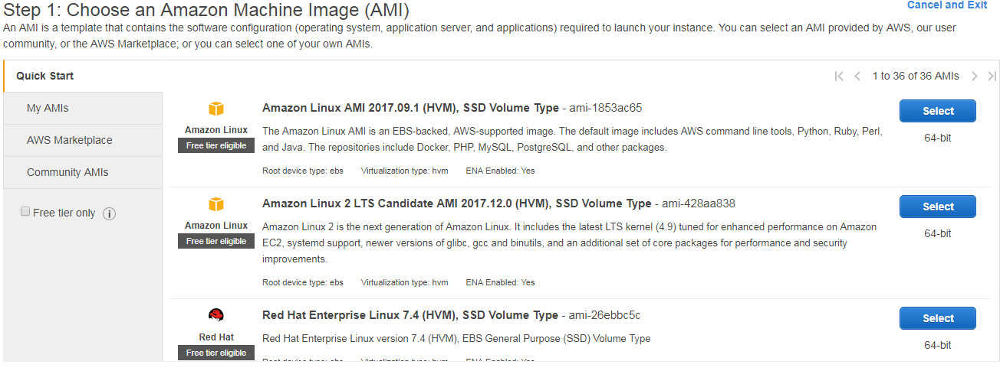 Step 1: Choose an Amazon Machine Image (AMI)
Cancel and Exit
An AMI is a template that contains the software configuration (operating system, application server, and applications) required to launch your instance. You can select an AMI provided by AWS, our user
community, or the AWS Marketplace; or you can select one of your own AMIs.
Quick Start
1 to 36 of 36 AMIs
My AMIs
AWS Marketplace
Community AMIs
Free tier only
Amazon Linux
Free tier eligible
Amazon Linux AMI 2017.09.1 (HVM), SSD Volume Type - ami-1853ac65
The Amazon Linux AMI is an EBS-backed, AWS-supported image. The default image includes AWS command line tools, Python, Ruby, Perl,
and Java. The repositories include Docker, PHP, MySQL, PostgreSQL, and other packages.
Root device type: ebs Virtualization type: hvm ENA Enabled: Yes
Select
64-bit
Amazon Linux
Free tier eligible
Amazon Linux 2 LTS Candidate AMI 2017.12.0 (HVM), SSD Volume Type - ami-428aa838
Amazon Linux 2 is the next generation of Amazon Linux. It includes the latest LTS kernel (4.9) tuned for enhanced performance on Amazon
EC2, systemd support, newer versions of glibc, gcc and binutils, and an additional set of core packages for performance and security
improvements.
Root device type: ebs Virtualization type: hvm ENA Enabled: Yes
Select
64-bit
Red Hat
Free tier eligible
Red Hat Enterprise Linux 7.4 (HVM), SSD Volume Type - ami-26ebbc5c
Red Hat Enterprise Linux version 7.4 (HVM), EBS General Purpose (SSD) Volume Type
Root device type: ebs Virtualization type: hvm ENA Enabled: Yes
Select
64-bit